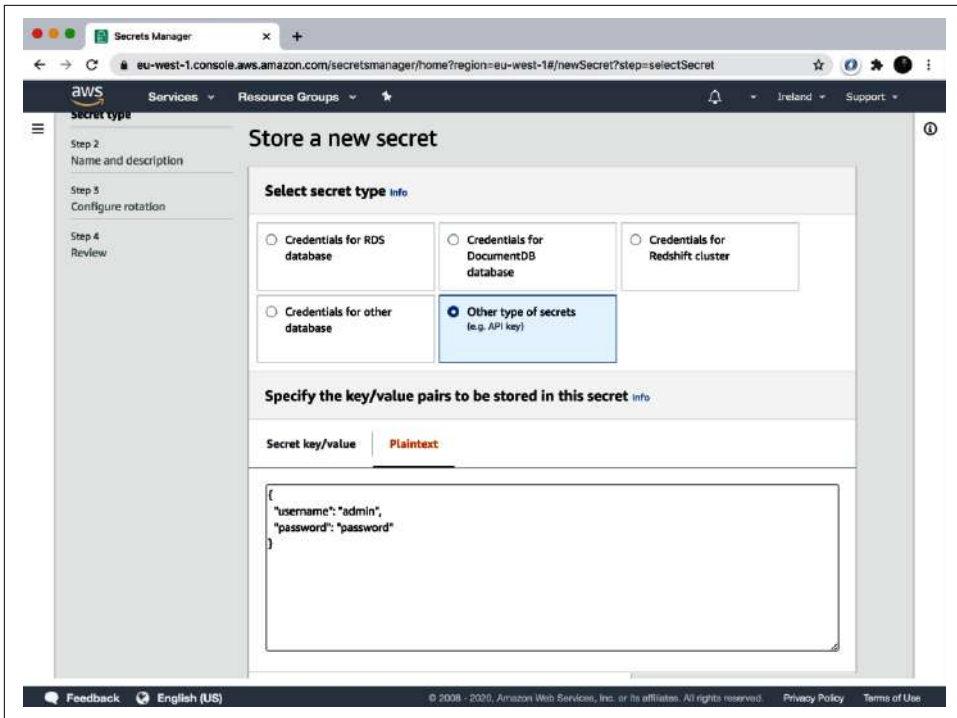 Secrets Manager
eu-west-1.console.aws.amazon.com/secretsmanager/home?region=eu-west-1#/newSecret?step=selectSecret
aws Services Resource Groups Ireland Support
Secret type
Step 2
Name and description
Step 3
Configure rotation
Step 4
Review
Store a new secret
Select secret type Info
Credentials for RDS
database
Credentials for
DocumentDB
database
Credentials for
Redshift cluster
Credentials for other
database
Other type of secrets
(e.g. API key)
Specify the key/value pairs to be stored in this secret Info
Secret key/value Plaintext
{
"username": "admin",
"password": "password"
}
Feedback English (US) © 2008 - 2020, Amazon Web Services, Inc. or its affiliates. All rights reserved. Privacy Policy Terms of Use